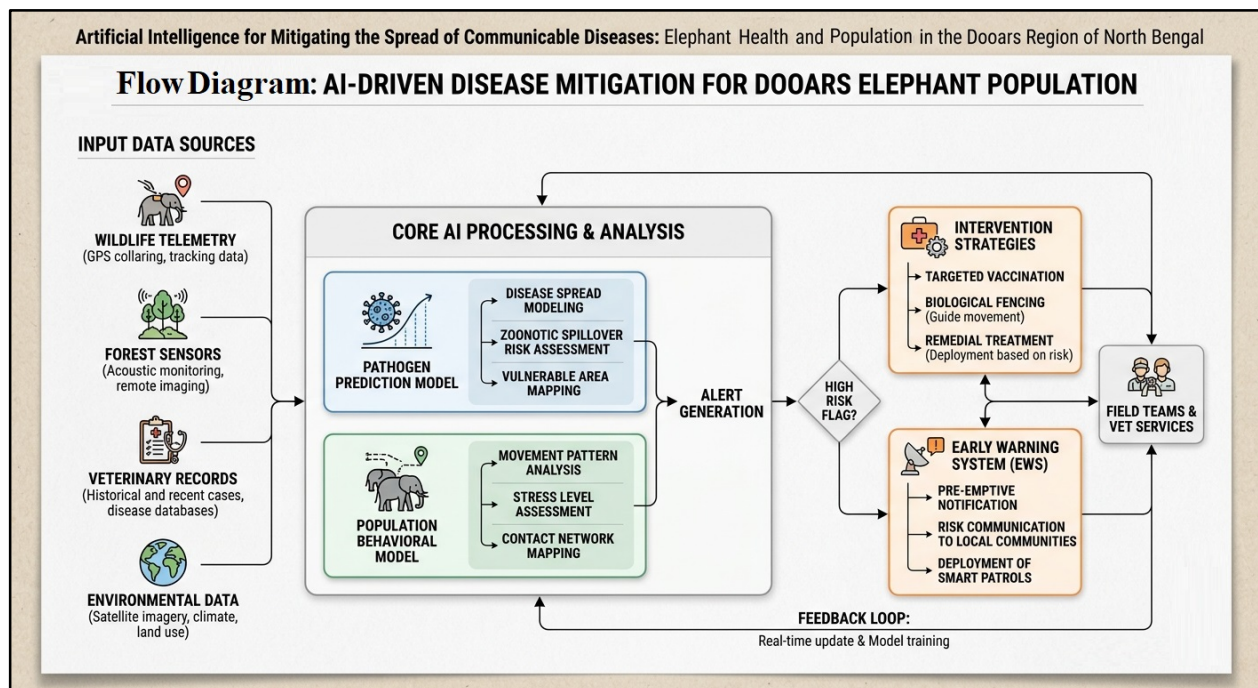 Artificial Intelligence for Mitigating the Spread of Communicable Diseases: Elephant Health and Population in the Dooars Region of North Bengal
Flow Diagram: AI-DRIVEN DISEASE MITIGATION FOR DOOARS ELEPHANT POPULATION
INPUT DATA SOURCES
WILDLIFE TELEMETRY
(GPS collaring, tracking data)
FOREST SENSORS
(Acoustic monitoring,
remote imaging)
VETERINARY RECORDS
(Historical and recent cases,
disease databases)
ENVIRONMENTAL DATA
(Satellite imagery, climate,
land use)
CORE AI PROCESSING & ANALYSIS
PATHOGEN
PREDICTION MODEL
DISEASE SPREAD
MODELING
ZOONOTIC SPILLOVER
RISK ASSESSMENT
VULNERABLE AREA
MAPPING
POPULATION
BEHAVIORAL
MODEL
MOVEMENT PATTERN
ANALYSIS
STRESS LEVEL
ASSESSMENT
CONTACT NETWORK
MAPPING
ALERT
GENERATION
HIGH
RISK
FLAG?
INTERVENTION
STRATEGIES
TARGETED VACCINATION
BIOLOGICAL FENCING
(Guide movement)
REMEDIAL TREATMENT
(Deployment based on risk)
EARLY WARNING
SYSTEM (EWS)
PRE-EMPTIVE
NOTIFICATION
RISK COMMUNICATION
TO LOCAL COMMUNITIES
DEPLOYMENT OF
SMART PATROLS
FIELD TEAMS &
VET SERVICES
FEEDBACK LOOP:
Real-time update & Model training